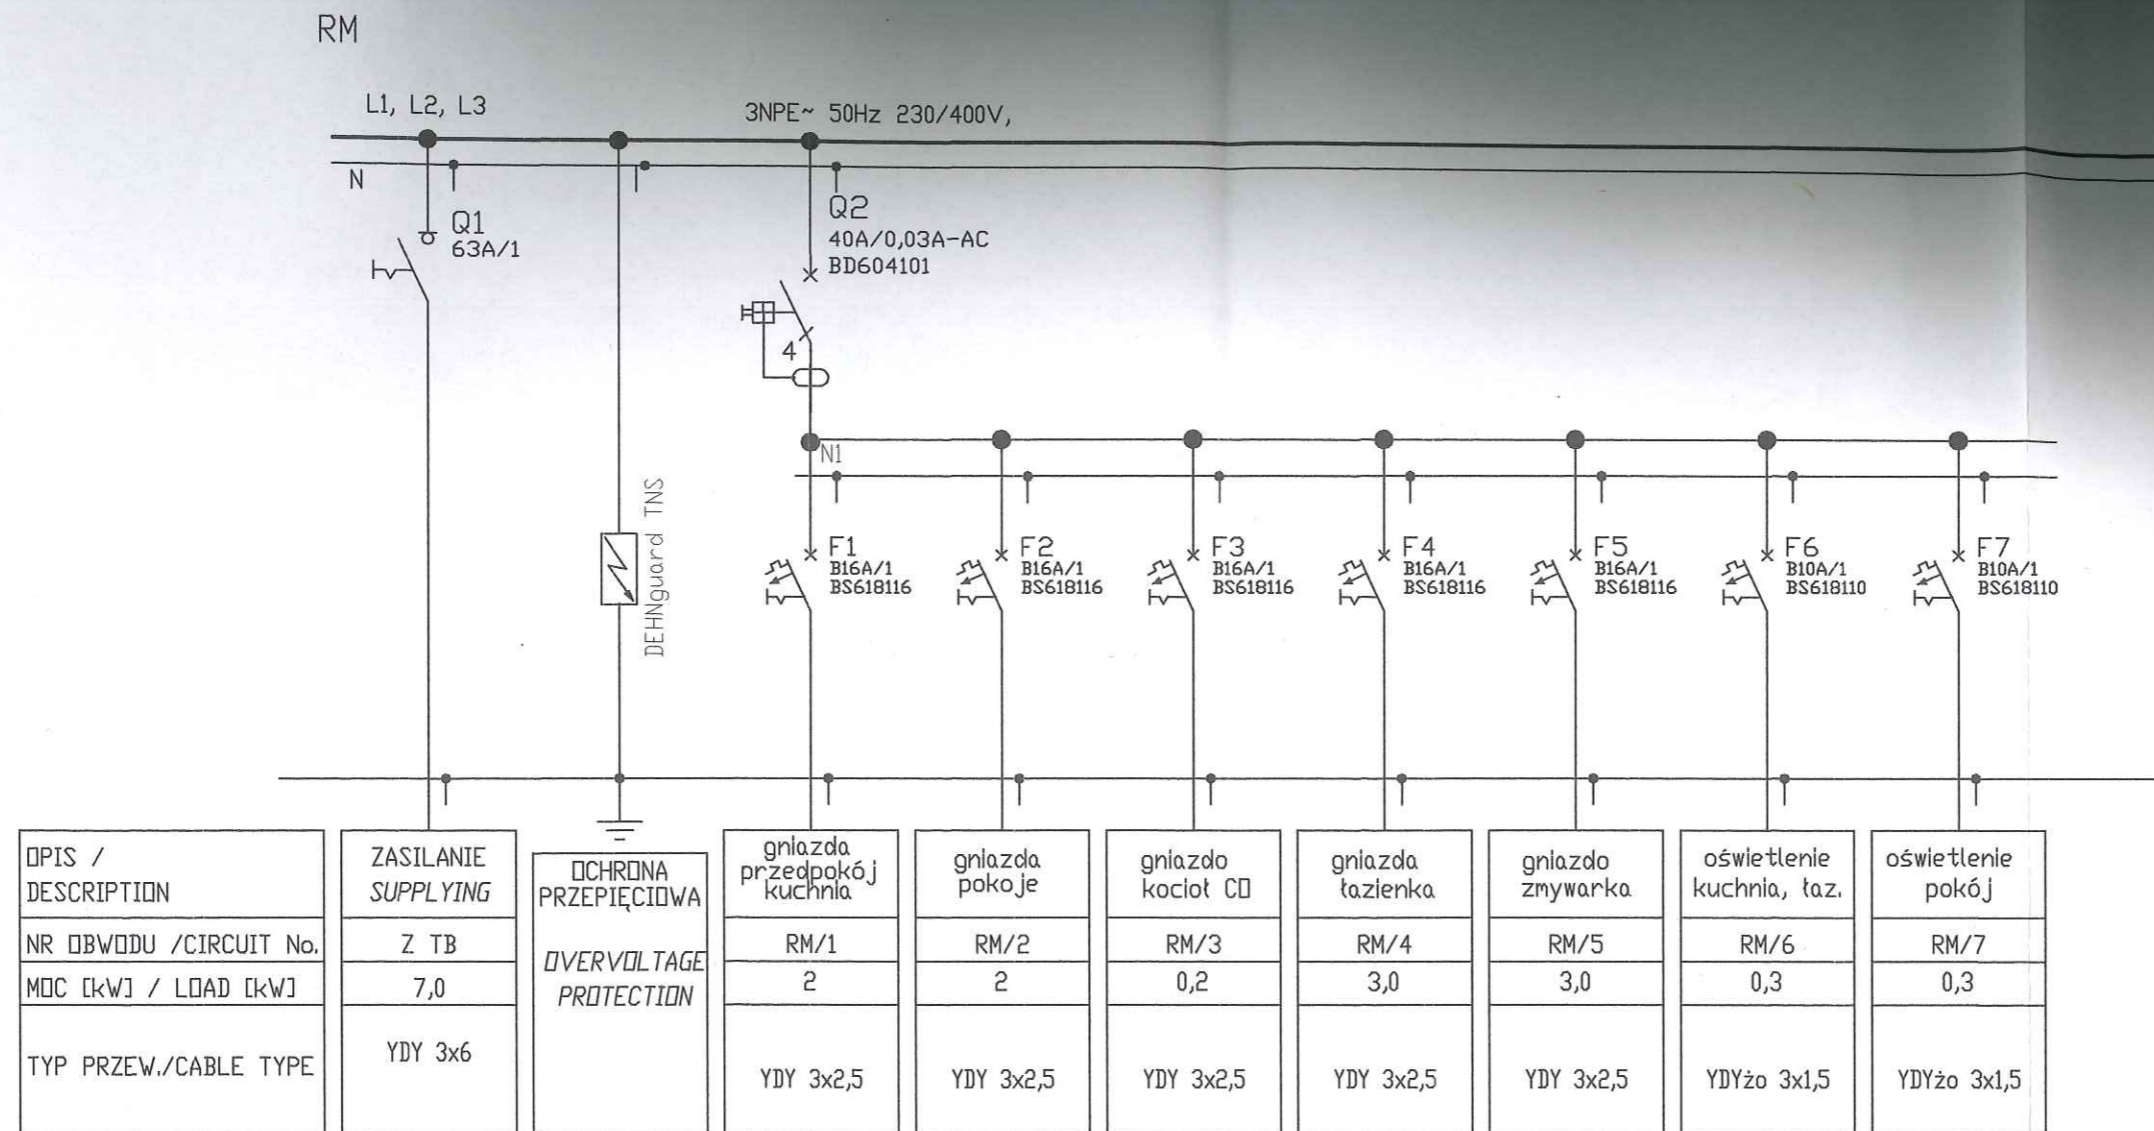 RM
L1, L2, L3
3NPE~ 50Hz 230/400V,
N
Q1
63A/1
Q2
40A/0,03A-AC
BD604101
4
N1
DEHNguard TNS
F1
B16A/1
BS618116
F2
B16A/1
BS618116
F3
B16A/1
BS618116
F4
B16A/1
BS618116
F5
B16A/1
BS618116
F6
B10A/1
BS618110
F7
B10A/1
BS618110
OPIS /
DESCRIPTION
ZASILANIE
SUPPLYING
OCHRONA
PRZEPIĘCIOWA
OVERVOLTAGE
PROTECTION
gniazda
przedpokój
kuchnia
gniazda
pokoje
gniazdo
kocioł CO
gniazda
łazienka
gniazdo
zmywarka
oświetlenie
kuchnia, łaz.
oświetlenie
pokój
NR OBWODU /CIRCUIT No.
Z TB
RM/1
RM/2
RM/3
RM/4
RM/5
RM/6
RM/7
MOC [kW] / LOAD [kW]
7,0
2
2
0,2
3,0
3,0
0,3
0,3
TYP PRZEW./CABLE TYPE
YDY 3x6
YDY 3x2,5
YDY 3x2,5
YDY 3x2,5
YDY 3x2,5
YDY 3x2,5
YDYżo 3x1,5
YDYżo 3x1,5